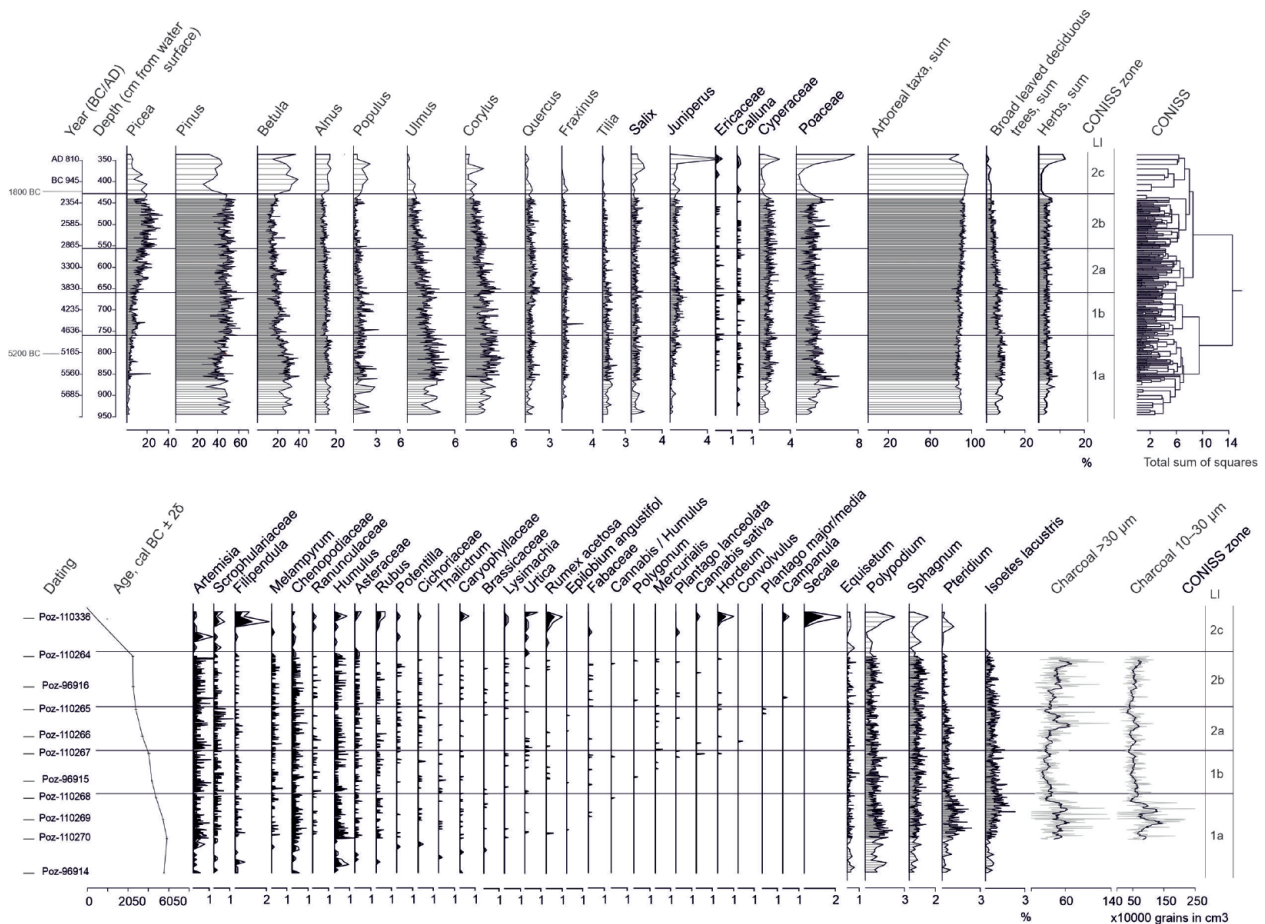 Year (BC/AD)
Depth (cm from water surface)
Picea
Pinus
Betula
Alnus
Populus
Ulmus
Corylus
Quercus
Fraxinus
Tilia
Salix
Juniperus
Ericaceae
Calluna
Cyperaceae
Poaceae
Arboreal taxa, sum
Broad leaved deciduous trees, sum
Herbs, sum
CONISS zone
CONISS
LI
AD 810
BC 945
1800 BC
2354
2585
2865
3300
3830
4235
4636
5165
5200 BC
5560
5685
350
400
450
500
550
600
650
700
750
800
850
900
950
2c
2b
2a
1b
1a
20 40 20 40 60 20 40 20 3 6 6 3 4 3 4 4 1 1 4 8 20 60 100 20 20
%
2 6 10 14
Total sum of squares
Dating
Age, cal BC ± 2δ
Artemisia
Scrophulariaceae
Filipendula
Melampyrum
Chenopodiaceae
Ranunculaceae
Humulus
Asteraceae
Rubus
Potentilla
Cichoriaceae
Thalictrum
Caryophyllaceae
Brassicaceae
Lysimachia
Urtica
Rumex acetosa
Epilobium angustifol
Fabaceae
Cannabis / Humulus
Polygonum
Mercurialis
Plantago lanceolata
Cannabis sativa
Hordeum
Convolvulus
Plantago major/media
Campanula
Secale
Equisetum
Polypodium
Sphagnum
Pteridium
Isoetes lacustris
Charcoal >30 µm
Charcoal 10–30 µm
CONISS zone
LI
Poz-110336
Poz-110264
Poz-96916
Poz-110265
Poz-110266
Poz-110267
Poz-96915
Poz-110268
Poz-110269
Poz-110270
Poz-96914
2c
2b
2a
1b
1a
0 2050 6050
1 1 2 1 1 1 1 1 1 1 1 1 1 1 1 1 1 1 1 1 1 1 1 1 1 1 1 1 2 1 3 3 2 3
%
60 140 50 150 250
x10000 grains in cm3